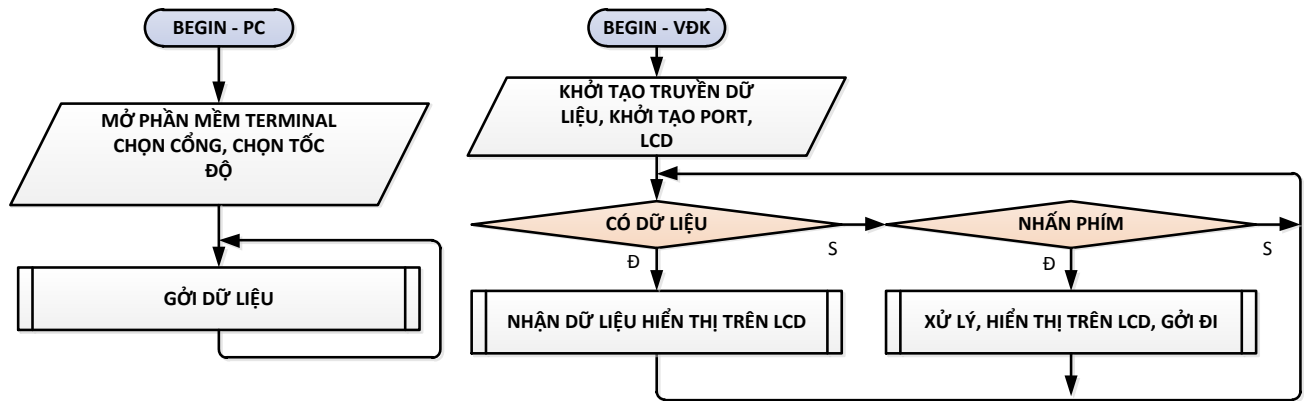 BEGIN - PC
MỞ PHẦN MỀM TERMINAL
CHỌN CỔNG, CHỌN TỐC
ĐỘ
GỞI DỮ LIỆU
BEGIN - VĐK
KHỞI TẠO TRUYỀN DỮ
LIỆU, KHỞI TẠO PORT,
LCD
CÓ DỮ LIỆU
S
NHẤN PHÍM
S
Đ
Đ
NHẬN DỮ LIỆU HIỂN THỊ TRÊN LCD
XỬ LÝ, HIỂN THỊ TRÊN LCD, GỞI ĐI